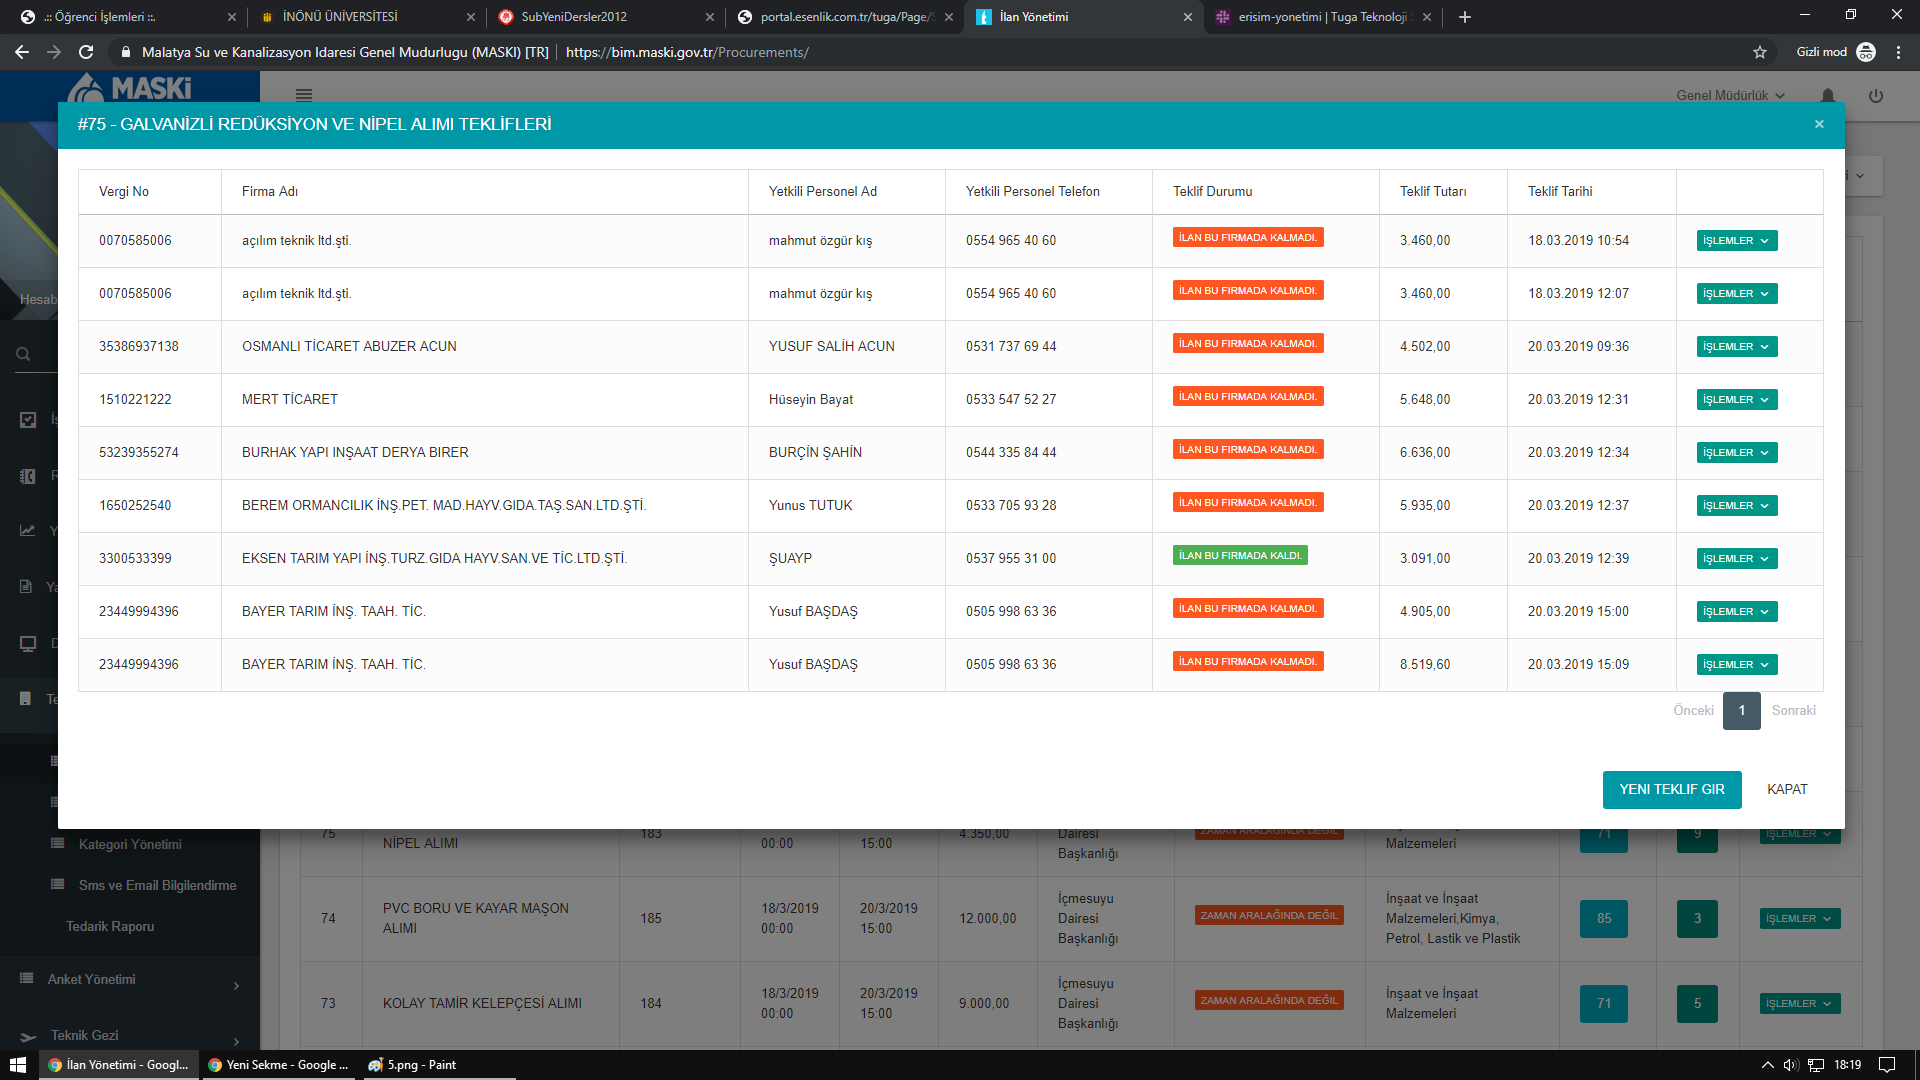 .:: Öğrenci İşlemleri ::.
İNÖNÜ ÜNİVERSİTESİ
SubYeniDersler2012
portal.esenlik.com.tr/tuga/Page/
İlan Yönetimi
erisim-yonetimi | Tuga Teknoloji
Malatya Su ve Kanalizasyon Idaresi Genel Mudurlugu (MASKI) [TR] | https://bim.maski.gov.tr/Procurements/
Gizli mod
MASKİ
Genel Müdürlük
#75 - GALVANİZLİ REDÜKSİYON VE NİPEL ALIMI TEKLİFLERİ
×
Vergi No Firma Adı Yetkili Personel Ad Yetkili Personel Telefon Teklif Durumu Teklif Tutarı Teklif Tarihi
0070585006 açılım teknik ltd.şti. mahmut özgür kış 0554 965 40 60 İLAN BU FIRMADA KALMADI. 3.460,00 18.03.2019 10:54 İŞLEMLER
0070585006 açılım teknik ltd.şti. mahmut özgür kış 0554 965 40 60 İLAN BU FIRMADA KALMADI. 3.460,00 18.03.2019 12:07 İŞLEMLER
35386937138 OSMANLI TİCARET ABUZER ACUN YUSUF SALİH ACUN 0531 737 69 44 İLAN BU FIRMADA KALMADI. 4.502,00 20.03.2019 09:36 İŞLEMLER
1510221222 MERT TİCARET Hüseyin Bayat 0533 547 52 27 İLAN BU FIRMADA KALMADI. 5.648,00 20.03.2019 12:31 İŞLEMLER
53239355274 BURHAK YAPI INŞAAT DERYA BIRER BURÇİN ŞAHİN 0544 335 84 44 İLAN BU FIRMADA KALMADI. 6.636,00 20.03.2019 12:34 İŞLEMLER
1650252540 BEREM ORMANCILIK İNŞ.PET. MAD.HAYV.GIDA.TAŞ.SAN.LTD.ŞTİ. Yunus TUTUK 0533 705 93 28 İLAN BU FIRMADA KALMADI. 5.935,00 20.03.2019 12:37 İŞLEMLER
3300533399 EKSEN TARIM YAPI İNŞ.TURZ.GIDA HAYV.SAN.VE TİC.LTD.ŞTİ. ŞUAYP 0537 955 31 00 İLAN BU FIRMADA KALDI. 3.091,00 20.03.2019 12:39 İŞLEMLER
23449994396 BAYER TARIM İNŞ. TAAH. TİC. Yusuf BAŞDAŞ 0505 998 63 36 İLAN BU FIRMADA KALMADI. 4.905,00 20.03.2019 15:00 İŞLEMLER
23449994396 BAYER TARIM İNŞ. TAAH. TİC. Yusuf BAŞDAŞ 0505 998 63 36 İLAN BU FIRMADA KALMADI. 8.519,60 20.03.2019 15:09 İŞLEMLER
Önceki 1 Sonraki
YENI TEKLIF GIR KAPAT
Hesab
Kategori Yönetimi
Sms ve Email Bilgilendirme
Tedarik Raporu
Anket Yönetimi
Teknik Gezi
75 183 4.350,00 Dairesi ZAMAN ARALAĞINDA DEĞİL 71 9 İŞLEMLER
NİPEL ALIMI 00:00 15:00 Malzemeleri
Başkanlığı
İçmesuyu İnşaat ve İnşaat
PVC BORU VE KAYAR MAŞON 18/3/2019 20/3/2019
74 185 12.000,00 Dairesi ZAMAN ARALAĞINDA DEĞİL Malzemeleri,Kimya, 85 3 İŞLEMLER
ALIMI 00:00 15:00
Başkanlığı Petrol, Lastik ve Plastik
İçmesuyu
18/3/2019 20/3/2019 İnşaat ve İnşaat
73 KOLAY TAMİR KELEPÇESİ ALIMI 184 9.000,00 Dairesi ZAMAN ARALAĞINDA DEĞİL 71 5 İŞLEMLER
00:00 15:00 Malzemeleri
Başkanlığı
İlan Yönetimi - Googl...
Yeni Sekme - Google ...
5.png - Paint
18:19